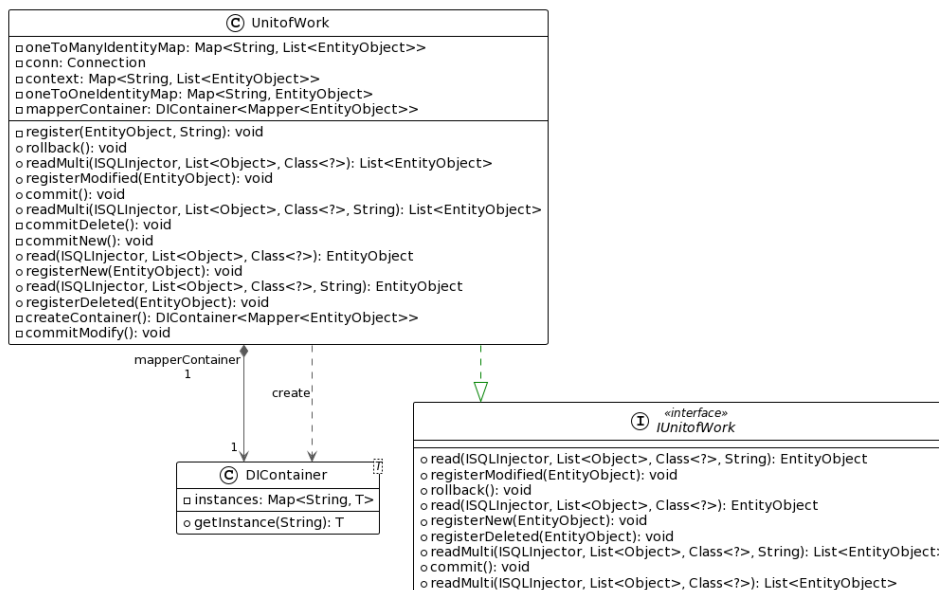 C UnitofWork
oneToManyIdentityMap: Map<String, List<EntityObject>>
conn: Connection
context: Map<String, List<EntityObject>>
oneToOneIdentityMap: Map<String, EntityObject>
mapperContainer: DIContainer<Mapper<EntityObject>>
register(EntityObject, String): void
rollback(): void
readMulti(ISQLInjector, List<Object>, Class<?>): List<EntityObject>
registerModified(EntityObject): void
commit(): void
readMulti(ISQLInjector, List<Object>, Class<?>, String): List<EntityObject>
commitDelete(): void
commitNew(): void
read(ISQLInjector, List<Object>, Class<?>): EntityObject
registerNew(EntityObject): void
read(ISQLInjector, List<Object>, Class<?>, String): EntityObject
registerDeleted(EntityObject): void
createContainer(): DIContainer<Mapper<EntityObject>>
commitModify(): void
mapperContainer
1
create
1
C DIContainer
T
instances: Map<String, T>
getInstance(String): T
«interface»
I IUnitofWork
read(ISQLInjector, List<Object>, Class<?>, String): EntityObject
registerModified(EntityObject): void
rollback(): void
read(ISQLInjector, List<Object>, Class<?>): EntityObject
registerNew(EntityObject): void
registerDeleted(EntityObject): void
readMulti(ISQLInjector, List<Object>, Class<?>, String): List<EntityObject>
commit(): void
readMulti(ISQLInjector, List<Object>, Class<?>): List<EntityObject>